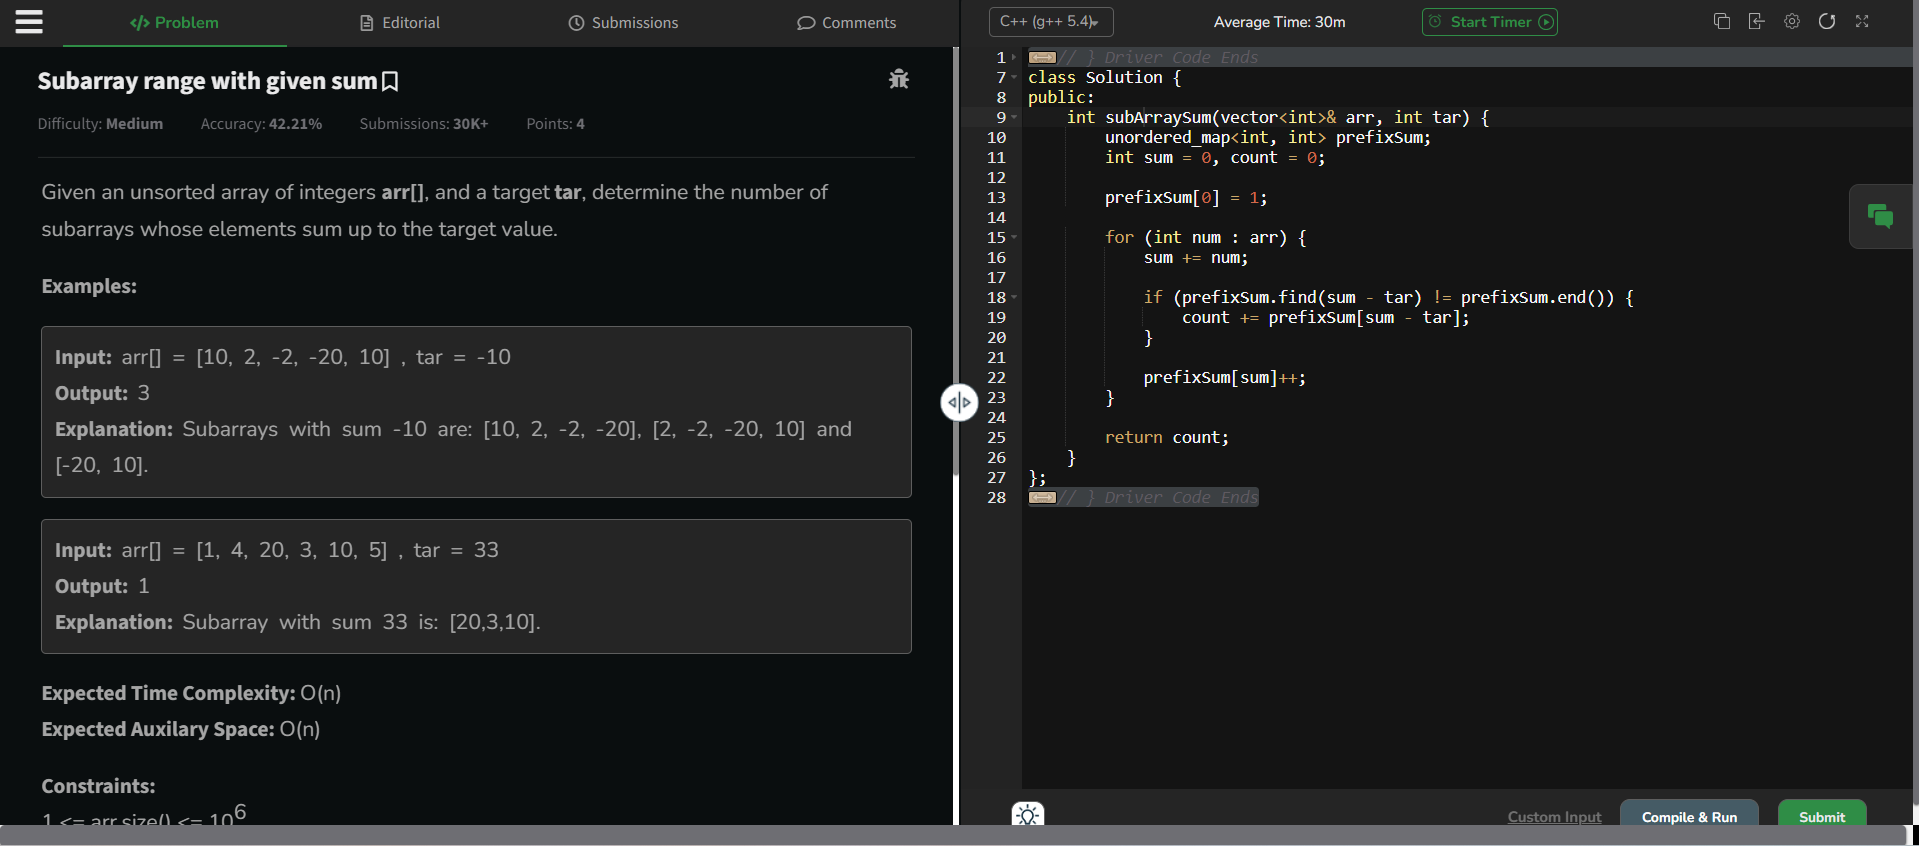 </> Problem
Editorial
Submissions
Comments
Subarray range with given sum
Difficulty: Medium Accuracy: 42.21% Submissions: 30K+ Points: 4
Given an unsorted array of integers arr[], and a target tar, determine the number of
subarrays whose elements sum up to the target value.
Examples:
Input: arr[] = [10, 2, -2, -20, 10] , tar = -10
Output: 3
Explanation: Subarrays with sum -10 are: [10, 2, -2, -20], [2, -2, -20, 10] and
[-20, 10].
Input: arr[] = [1, 4, 20, 3, 10, 5] , tar = 33
Output: 1
Explanation: Subarray with sum 33 is: [20,3,10].
Expected Time Complexity: O(n)
Expected Auxilary Space: O(n)
Constraints:
1 <= arr.size() <= 10^6
C++ (g++ 5.4)
Average Time: 30m
Start Timer
1 // } Driver Code Ends
7 class Solution {
8 public:
9 int subArraySum(vector<int>& arr, int tar) {
10 unordered_map<int, int> prefixSum;
11 int sum = 0, count = 0;
12
13 prefixSum[0] = 1;
14
15 for (int num : arr) {
16 sum += num;
17
18 if (prefixSum.find(sum - tar) != prefixSum.end()) {
19 count += prefixSum[sum - tar];
20 }
21
22 prefixSum[sum]++;
23 }
24
25 return count;
26 }
27 };
28 // } Driver Code Ends
Custom Input
Compile & Run
Submit